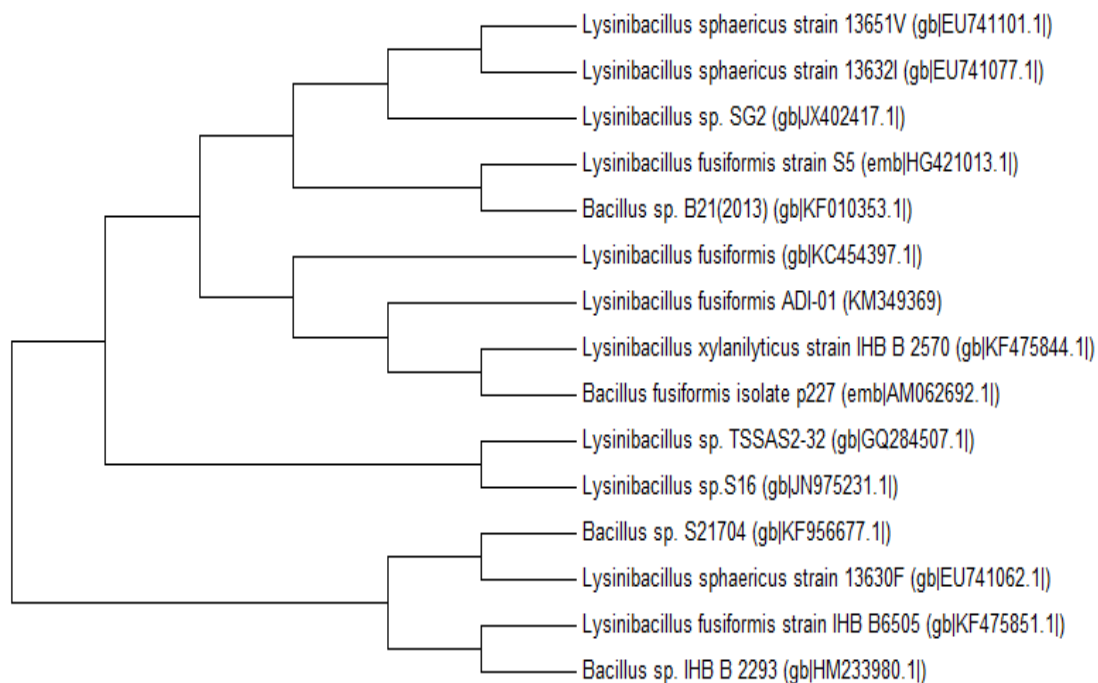 Lysinibacillus sphaericus strain 13651V (gb|EU741101.1|)
Lysinibacillus sphaericus strain 13632I (gb|EU741077.1|)
Lysinibacillus sp. SG2 (gb|JX402417.1|)
Lysinibacillus fusiformis strain S5 (emb|HG421013.1|)
Bacillus sp. B21(2013) (gb|KF010353.1|)
Lysinibacillus fusiformis (gb|KC454397.1|)
Lysinibacillus fusiformis ADI-01 (KM349369)
Lysinibacillus xylanilyticus strain IHB B 2570 (gb|KF475844.1|)
Bacillus fusiformis isolate p227 (emb|AM062692.1|)
Lysinibacillus sp. TSSAS2-32 (gb|GQ284507.1|)
Lysinibacillus sp.S16 (gb|JN975231.1|)
Bacillus sp. S21704 (gb|KF956677.1|)
Lysinibacillus sphaericus strain 13630F (gb|EU741062.1|)
Lysinibacillus fusiformis strain IHB B6505 (gb|KF475851.1|)
Bacillus sp. IHB B 2293 (gb|HM233980.1|)